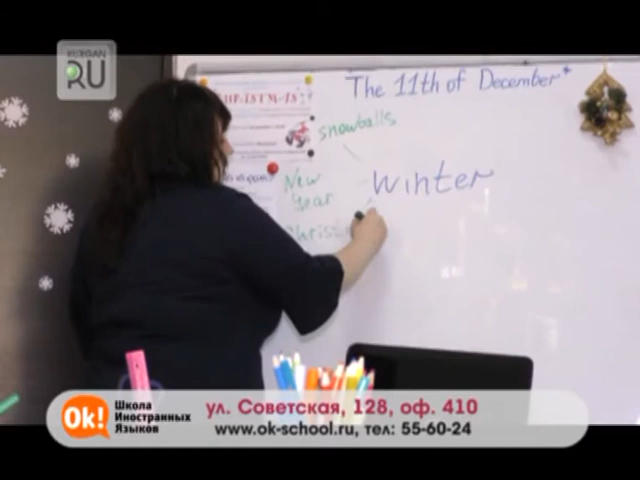 KURGAN
RU
The 11th of December
snowballs
New
Year
Winter
Christ
Ok!
Школа
Иностранных
Языков
ул. Советская, 128, оф. 410
www.ok-school.ru, тел: 55-60-24